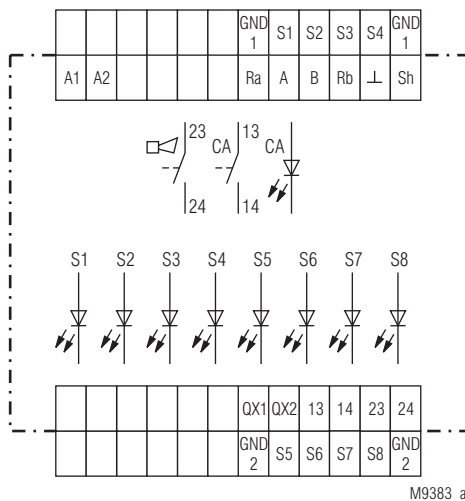 GND 1 S1 S2 S3 S4 GND 1
A1 A2 Ra A B Rb ⊥ Sh
23 13
CA CA
24 14
S1 S2 S3 S4 S5 S6 S7 S8
QX1 QX2 13 14 23 24
GND 2 S5 S6 S7 S8 GND 2
M9383_a